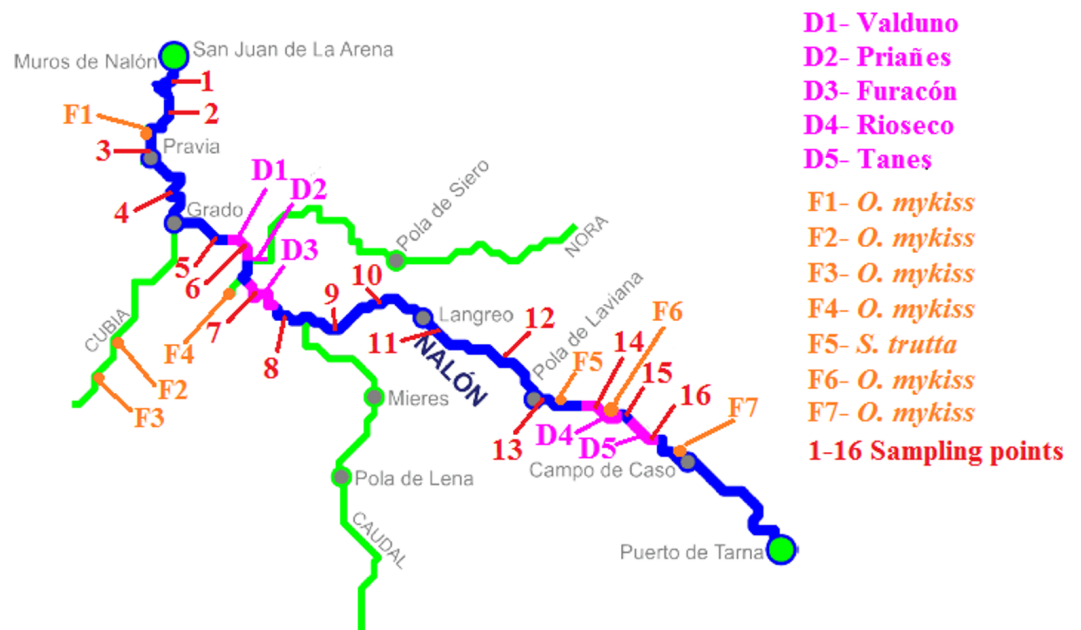 San Juan de La Arena
Muros de Nalón
1
2
F1
3
Pravia
4
Grado
D1
D2
5
6
D3
Pola de Siero
NORA
7
F4
8
9
10
Langreo
11
NALÓN
12
Pola de Laviana
CUBIA
F2
F3
Mieres
Pola de Lena
CAUDAL
13
F5
14
F6
15
16
F7
D4
D5
Campo de Caso
Puerto de Tarna
D1- Valduno
D2- Priañes
D3- Furacón
D4- Rioseco
D5- Tanes
F1- O. mykiss
F2- O. mykiss
F3- O. mykiss
F4- O. mykiss
F5- S. trutta
F6- O. mykiss
F7- O. mykiss
1-16 Sampling points